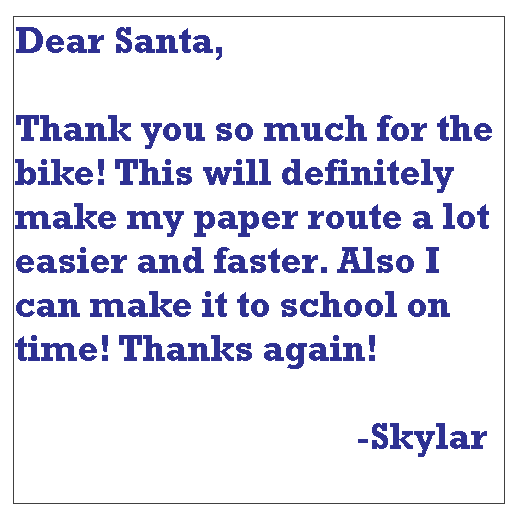 Dear Santa,
Thank you so much for the
bike! This will definitely
make my paper route a lot
easier and faster. Also I
can make it to school on
time! Thanks again!
-Skylar